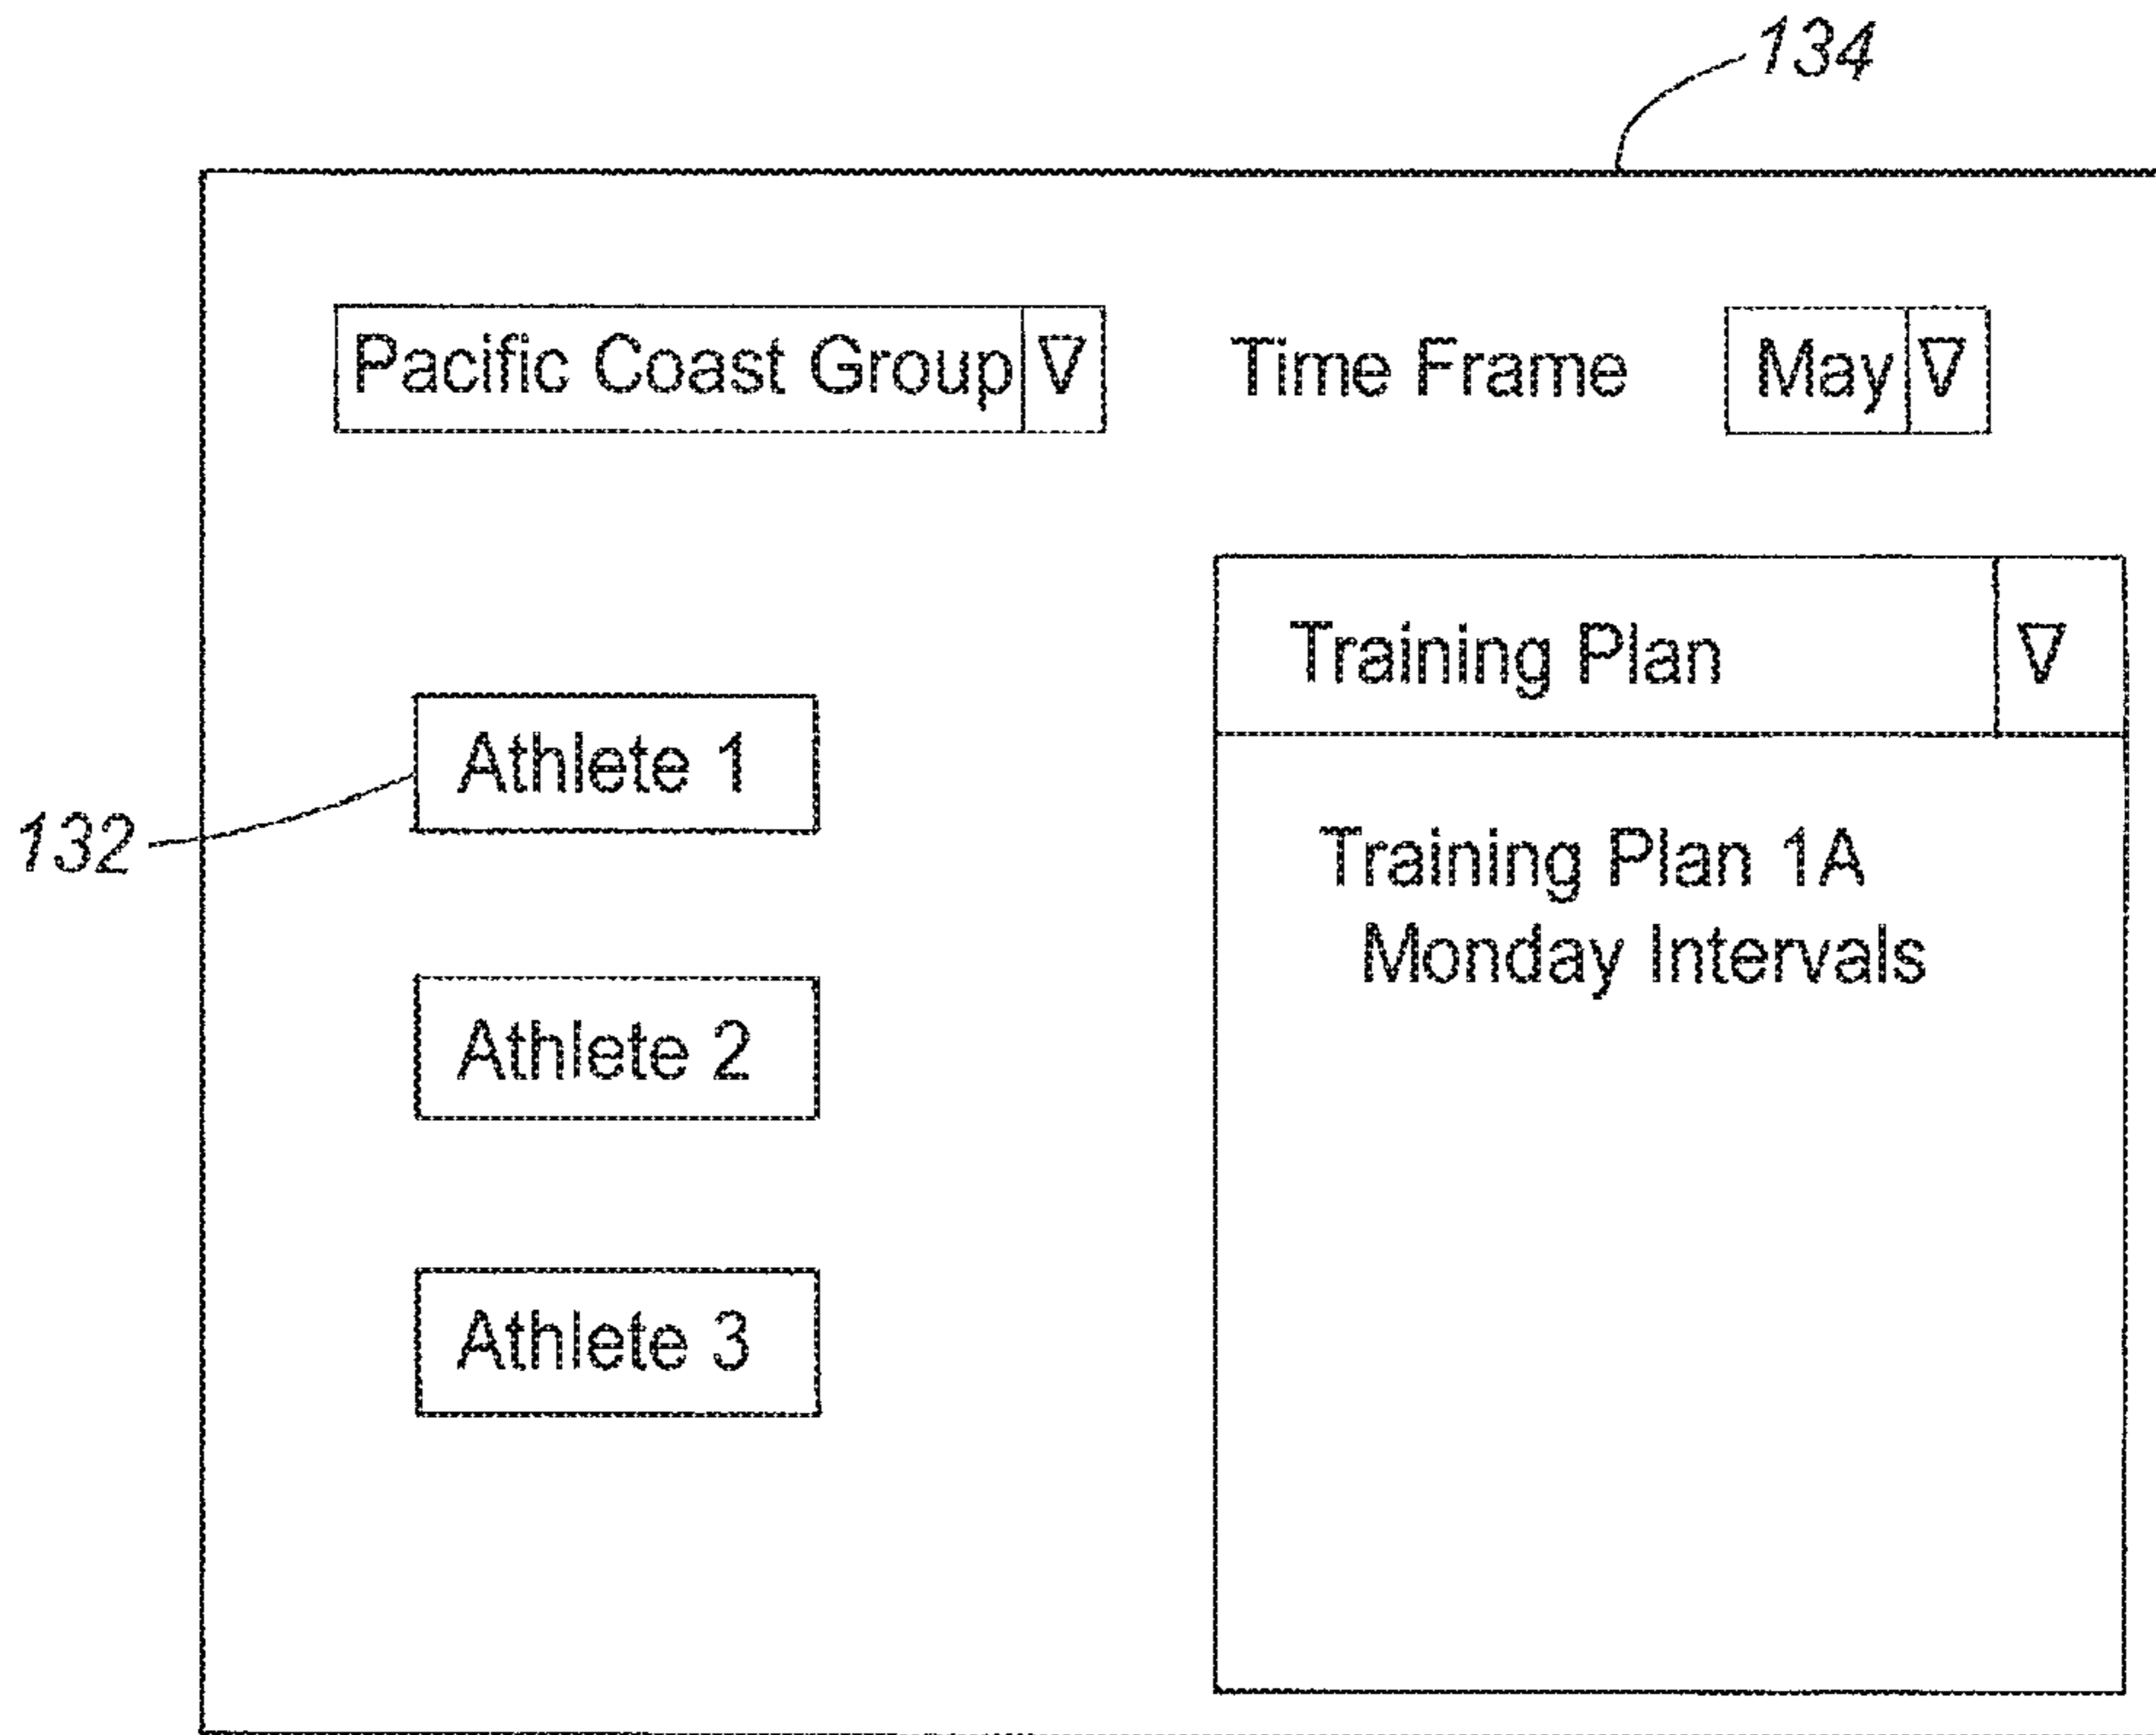 134
Pacific Coast Group
Time Frame
May
Training Plan
Athlete 1
132
Training Plan 1A
Monday Intervals
Athlete 2
Athlete 3